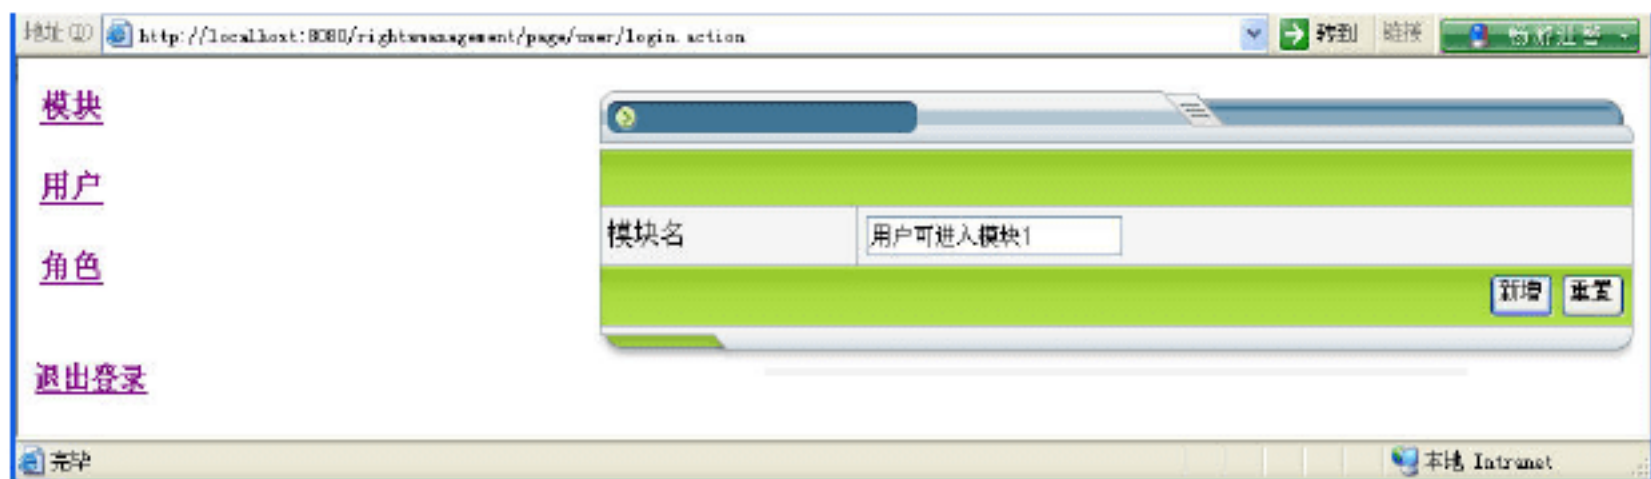 地址(D) http://localhost:8080/rightsmanagement/page/user/login.action 转到 链接
模块
用户
角色
退出登录
模块名 用户可进入模块1
新增 重置
完毕 本地 Intranet